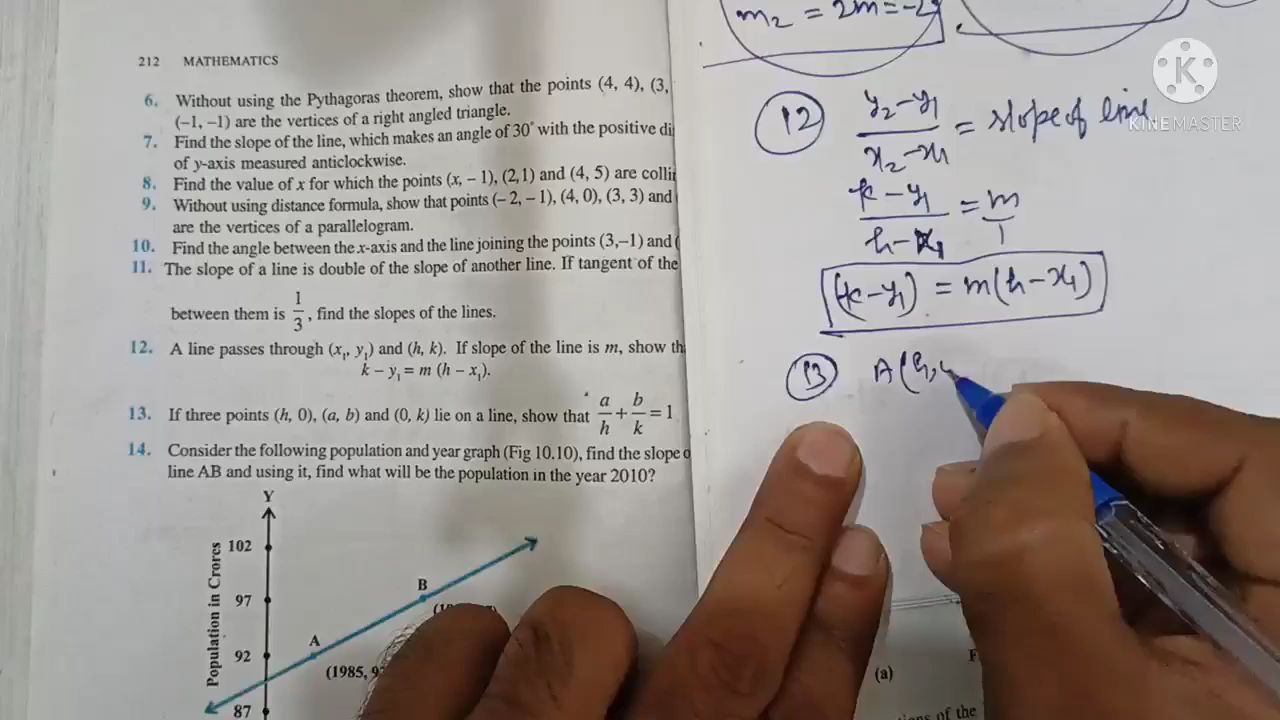 212 MATHEMATICS
6. Without using the Pythagoras theorem, show that the points (4, 4), (3,
(−1, −1) are the vertices of a right angled triangle.
7. Find the slope of the line, which makes an angle of 30° with the positive di
of y-axis measured anticlockwise.
8. Find the value of x for which the points (x, − 1), (2,1) and (4, 5) are colli
9. Without using distance formula, show that points (− 2, − 1), (4, 0), (3, 3) and
are the vertices of a parallelogram.
10. Find the angle between the x-axis and the line joining the points (3,−1) and (
11. The slope of a line is double of the slope of another line. If tangent of the
between them is 1/3, find the slopes of the lines.
12. A line passes through (x₁, y₁) and (h, k). If slope of the line is m, show th
k − y₁ = m (h − x₁).
13. If three points (h, 0), (a, b) and (0, k) lie on a line, show that a/h + b/k = 1
14. Consider the following population and year graph (Fig 10.10), find the slope o
line AB and using it, find what will be the population in the year 2010?
Y
Population in Crores
102
97
92
87
B
A
(1985, 9
m₂ = 2m = -2
12 (y₂ − y₁)/(x₂ − x₁) = slope of line
(k − y₁)/(h − x₁) = m/1
(k − y₁) = m(h − x₁)
13 A(h,
(a)
F
ions of the
K
KINEMASTER